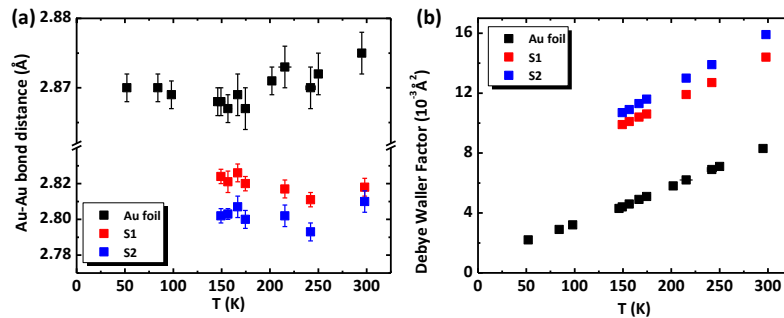 (a)
Au-Au bond distance (Å)
2.88
2.87
2.82
2.80
2.78
Au foil
S1
S2
0 50 100 150 200 250 300
T (K)
(b)
Debye Waller Factor (10⁻³Å²)
16
12
8
4
0
Au foil
S1
S2
0 50 100 150 200 250 300
T (K)